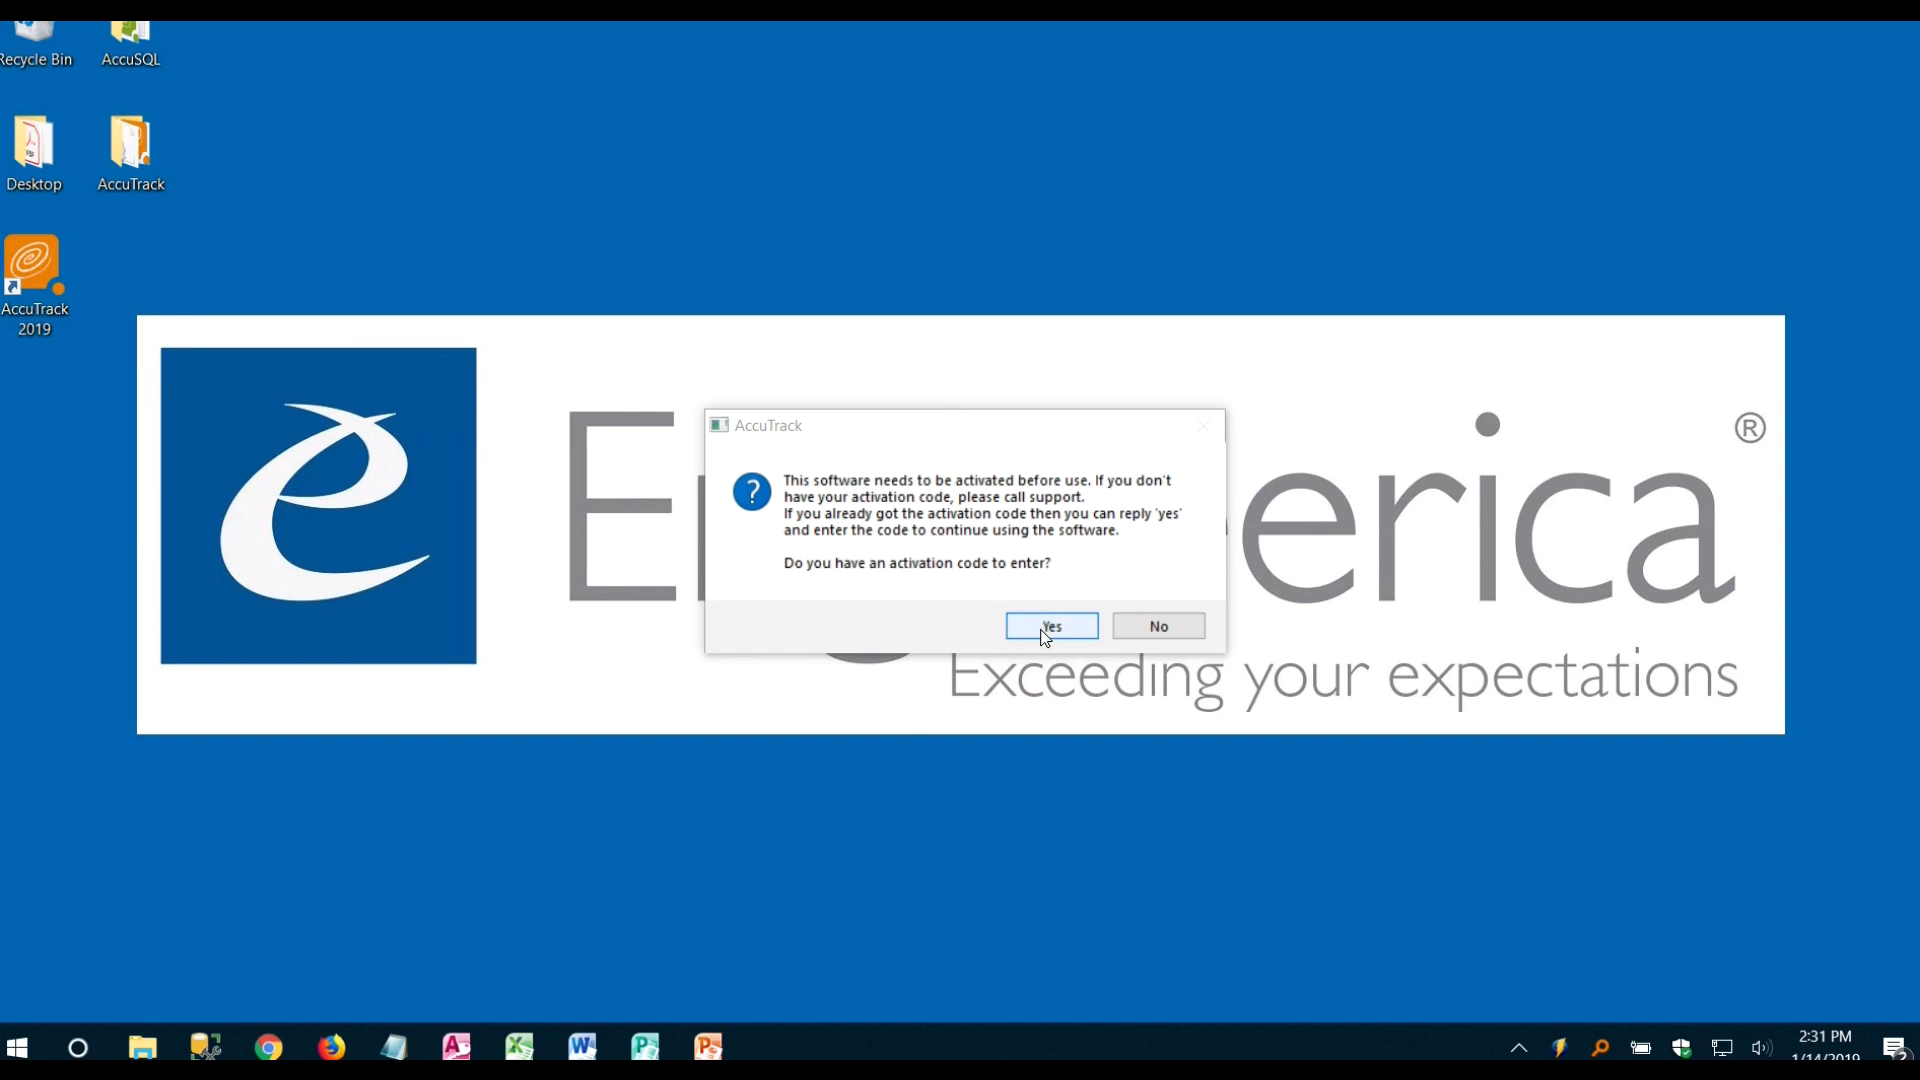 Recycle Bin
AccuSQL
Desktop
AccuTrack
AccuTrack
2019
AccuTrack
This software needs to be activated before use. If you don't
have your activation code, please call support.
If you already got the activation code then you can reply 'yes'
and enter the code to continue using the software.
Do you have an activation code to enter?
Yes
No
®
Exceeding your expectations
2:31 PM
1/14/2019